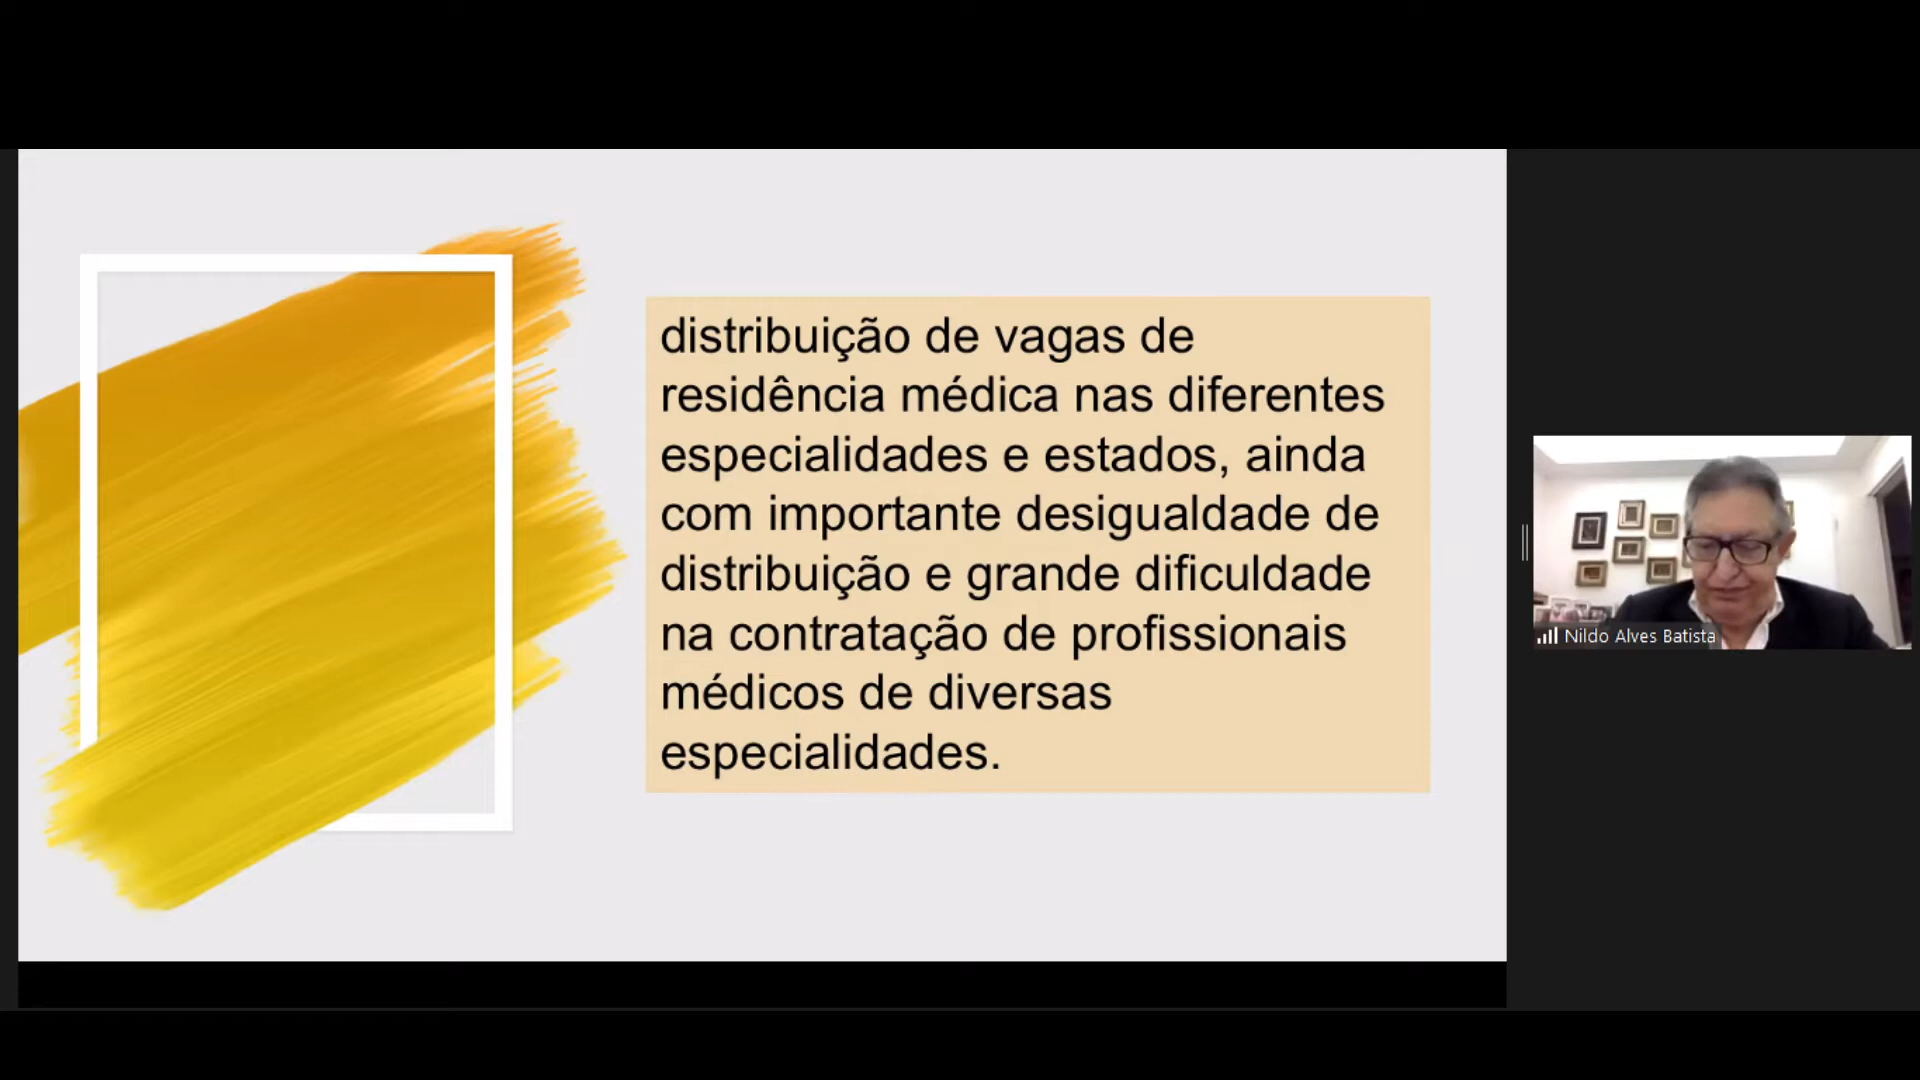 distribuição de vagas de
residência médica nas diferentes
especialidades e estados, ainda
com importante desigualdade de
distribuição e grande dificuldade
na contratação de profissionais
médicos de diversas
especialidades.
Nildo Alves Batista